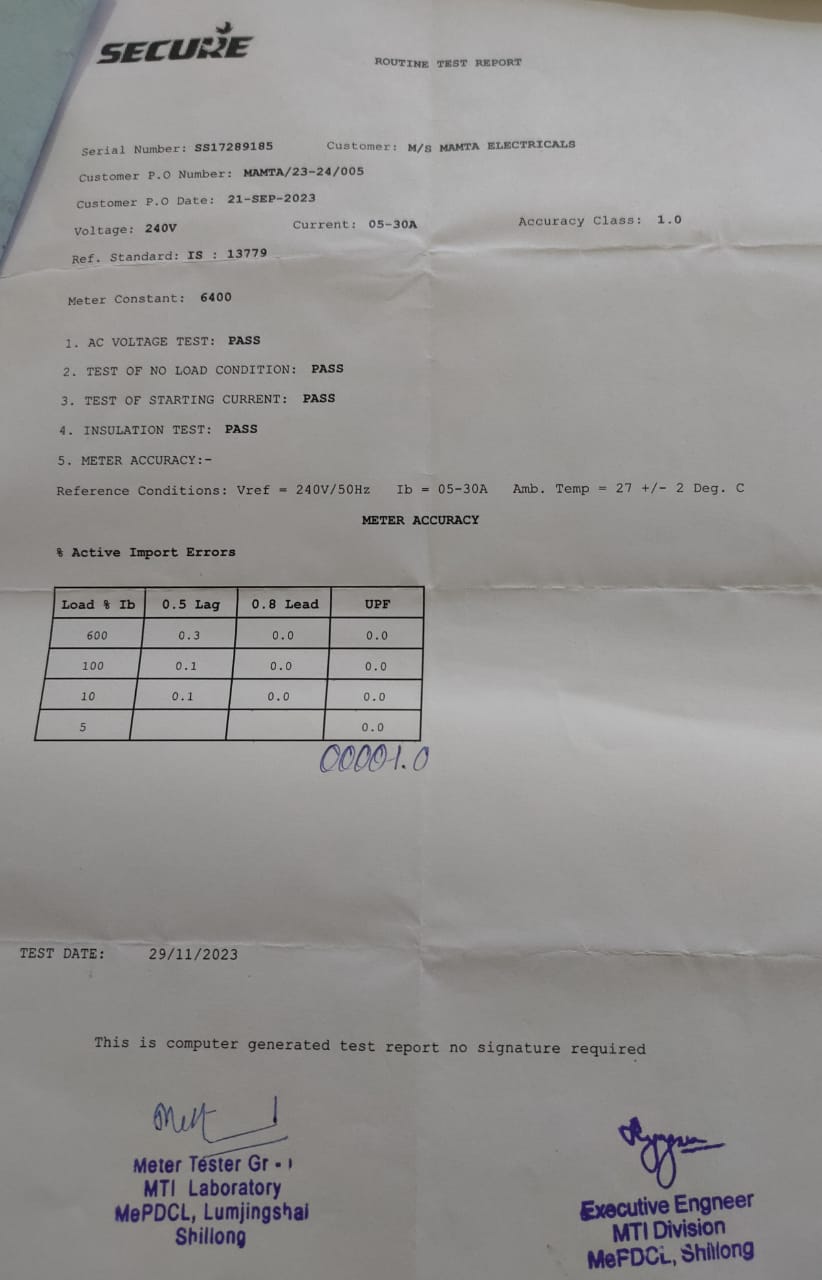 SECURE
ROUTINE TEST REPORT
Serial Number: SS17289185 Customer: M/S MAMTA ELECTRICALS
Customer P.O Number: MAMTA/23-24/005
Customer P.O Date: 21-SEP-2023
Voltage: 240V Current: 05-30A Accuracy Class: 1.0
Ref. Standard: IS : 13779
Meter Constant: 6400
1. AC VOLTAGE TEST: PASS
2. TEST OF NO LOAD CONDITION: PASS
3. TEST OF STARTING CURRENT: PASS
4. INSULATION TEST: PASS
5. METER ACCURACY:-
Reference Conditions: Vref = 240V/50Hz Ib = 05-30A Amb. Temp = 27 +/- 2 Deg. C
METER ACCURACY
% Active Import Errors
Load % Ib 0.5 Lag 0.8 Lead UPF
600 0.3 0.0 0.0
100 0.1 0.0 0.0
10 0.1 0.0 0.0
5 0.0
00001.0
TEST DATE: 29/11/2023
This is computer generated test report no signature required
Meter Tester Gr - I
MTI Laboratory
MePDCL, Lumjingshai
Shillong
Executive Engneer
MTI Division
MePDCL, Shillong